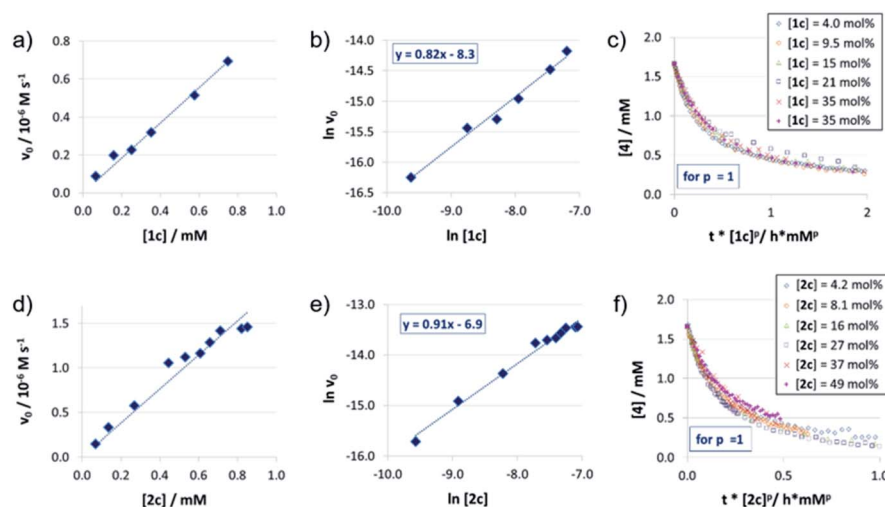 a)
v₀ / 10⁻⁶ M s⁻¹
0.8
0.6
0.4
0.2
0.0
0.0 0.2 0.4 0.6 0.8 1.0
[1c] / mM
b)
y = 0.82x - 8.3
ln v₀
-14.0
-14.5
-15.0
-15.5
-16.0
-16.5
-10.0 -9.0 -8.0 -7.0
ln [1c]
c)
[4] / mM
2.0
1.5
1.0
0.5
0.0
0 1 2
t * [1c]ᵖ/ h*mMᵖ
for p = 1
[1c] = 4.0 mol%
[1c] = 9.5 mol%
[1c] = 15 mol%
[1c] = 21 mol%
[1c] = 35 mol%
[1c] = 35 mol%
d)
v₀ / 10⁻⁶ M s⁻¹
1.5
1.0
0.5
0.0
0.0 0.2 0.4 0.6 0.8 1.0
[2c] / mM
e)
y = 0.91x - 6.9
ln v₀
-13.0
-14.0
-15.0
-16.0
-10.0 -9.0 -8.0 -7.0
ln [2c]
f)
[4] / mM
2.0
1.5
1.0
0.5
0.0
0.0 0.5 1.0
t * [2c]ᵖ/ h*mMᵖ
for p =1
[2c] = 4.2 mol%
[2c] = 8.1 mol%
[2c] = 16 mol%
[2c] = 27 mol%
[2c] = 37 mol%
[2c] = 49 mol%